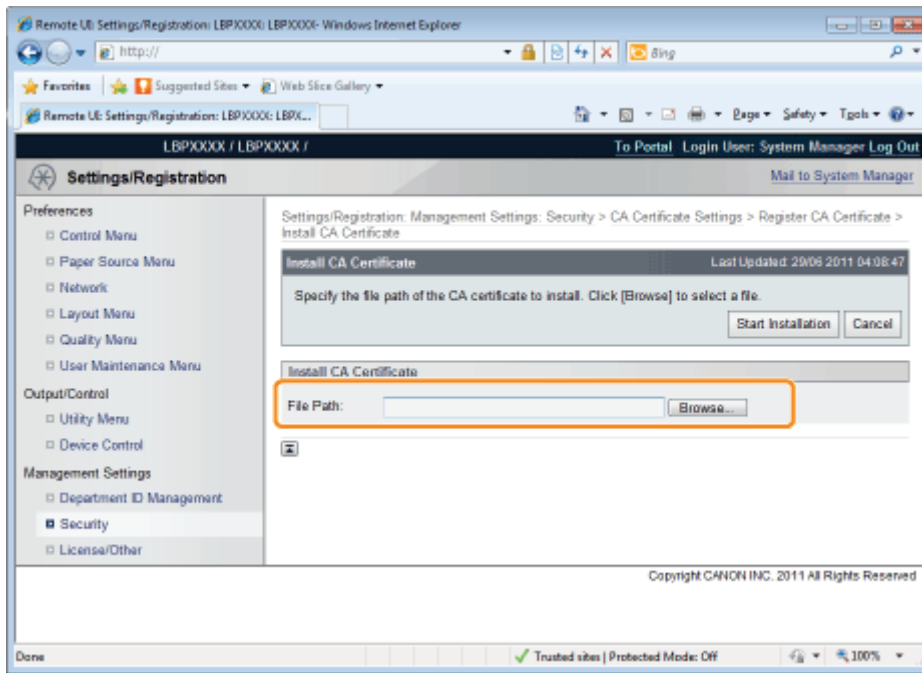 Remote UI: Settings/Registration: LBPXXXX: LBPXXXX- Windows Internet Explorer
http://
Bing
Favorites Suggested Sites Web Slice Gallery
Remote UI: Settings/Registration: LBPXXXX: LBPX...
Page Safety Tools
LBPXXXX / LBPXXXX /
To Portal Login User: System Manager Log Out
Settings/Registration
Mail to System Manager
Preferences
Control Menu
Paper Source Menu
Network
Layout Menu
Quality Menu
User Maintenance Menu
Output/Control
Utility Menu
Device Control
Management Settings
Department ID Management
Security
License/Other
Settings/Registration: Management Settings: Security > CA Certificate Settings > Register CA Certificate >
Install CA Certificate
Install CA Certificate Last Updated: 29/06 2011 04:08:47
Specify the file path of the CA certificate to install. Click [Browse] to select a file.
Start Installation Cancel
Install CA Certificate
File Path: Browse...
Copyright CANON INC. 2011 All Rights Reserved
Done Trusted sites | Protected Mode: Off 100%